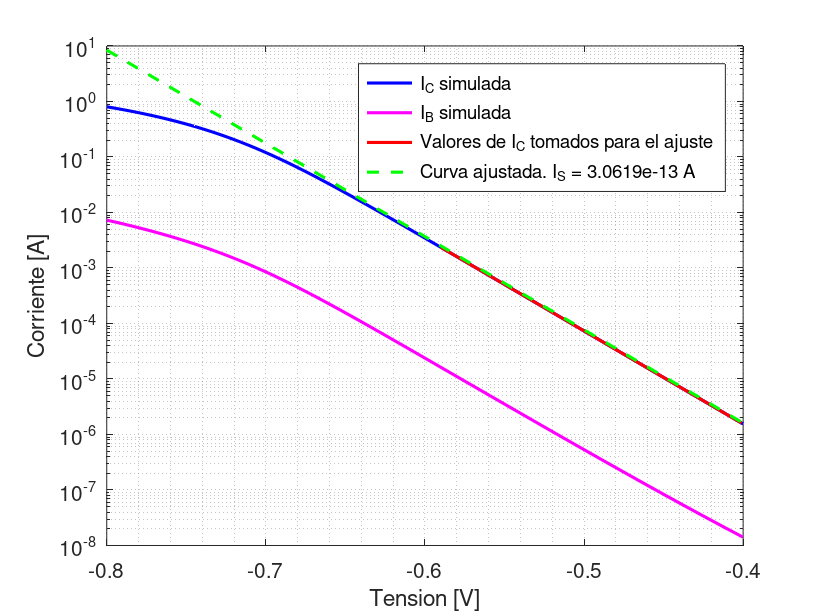 10^1
10^0
10^-1
10^-2
10^-3
10^-4
10^-5
10^-6
10^-7
10^-8
Corriente [A]
I_C simulada
I_B simulada
Valores de I_C tomados para el ajuste
Curva ajustada. I_S = 3.0619e-13 A
-0.8 -0.7 -0.6 -0.5 -0.4
Tension [V]